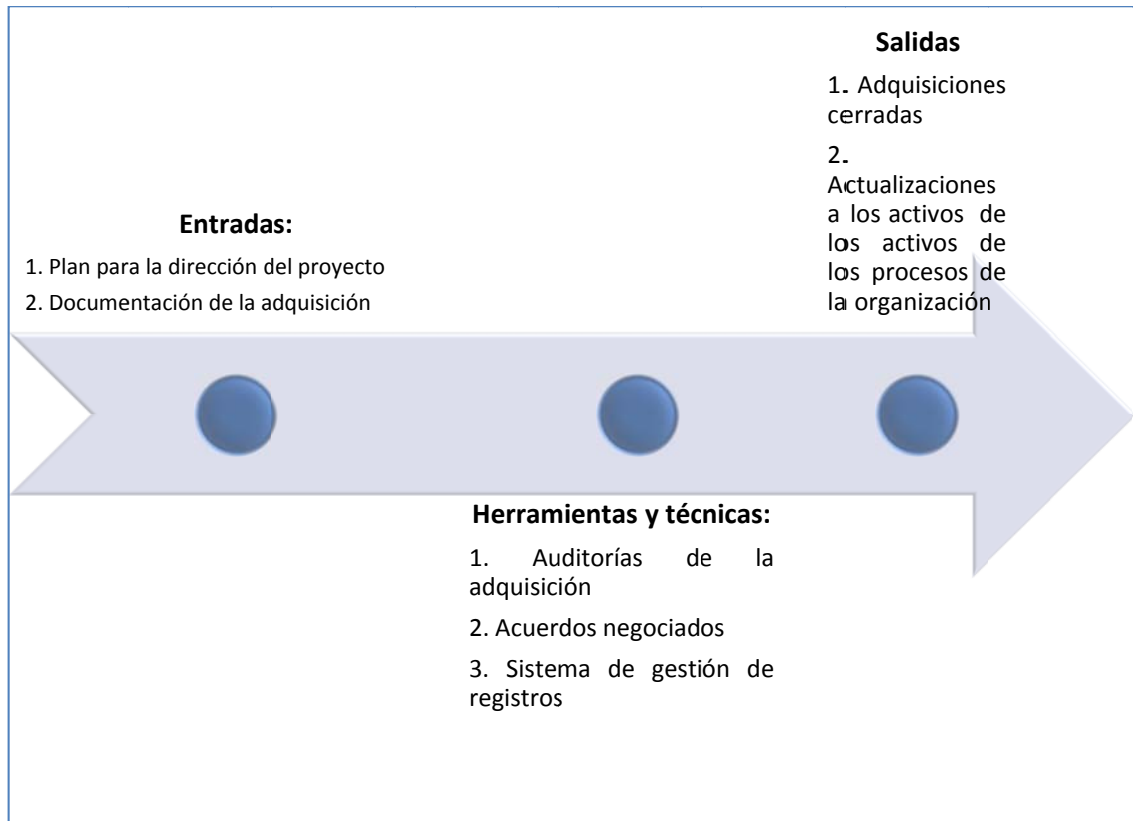 Entradas:
1. Plan para la dirección del proyecto
2. Documentación de la adquisición
Herramientas y técnicas:
1. Auditorías de la
adquisición
2. Acuerdos negociados
3. Sistema de gestión de
registros
Salidas
1. Adquisiciones
cerradas
2.
Actualizaciones
a los activos de
los activos de
los procesos de
la organización